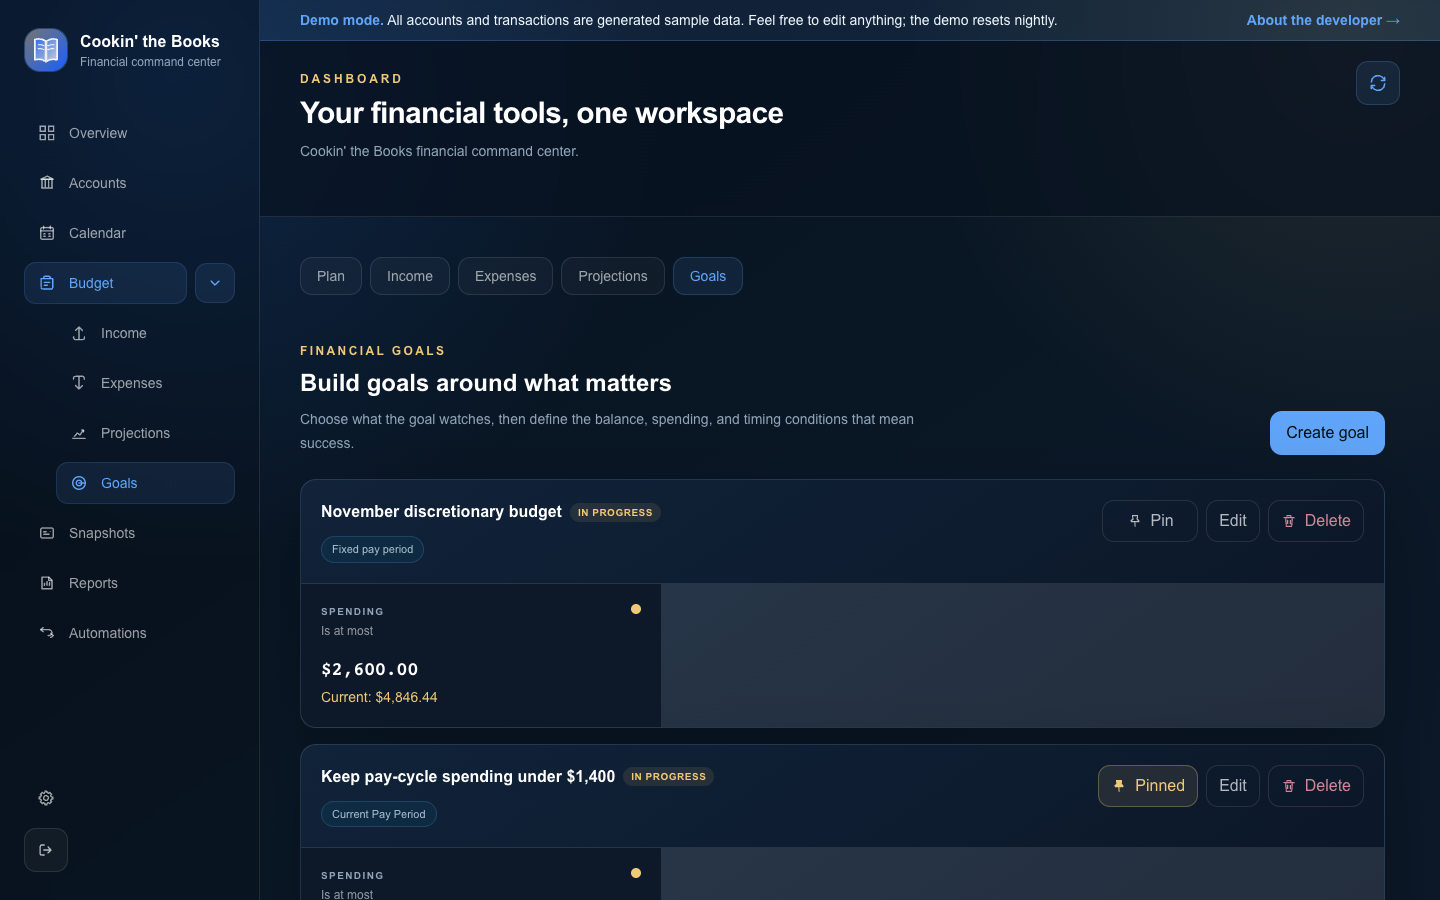 Cookin' the Books
Financial command center
Overview
Accounts
Calendar
Budget
Income
Expenses
Projections
Goals
Snapshots
Reports
Automations
Demo mode. All accounts and transactions are generated sample data. Feel free to edit anything; the demo resets nightly.
About the developer →
DASHBOARD
Your financial tools, one workspace
Cookin' the Books financial command center.
Plan
Income
Expenses
Projections
Goals
FINANCIAL GOALS
Build goals around what matters
Choose what the goal watches, then define the balance, spending, and timing conditions that mean
success.
Create goal
November discretionary budget
IN PROGRESS
Pin
Edit
Delete
Fixed pay period
SPENDING
Is at most
$2,600.00
Current: $4,846.44
Keep pay-cycle spending under $1,400
IN PROGRESS
Pinned
Edit
Delete
Current Pay Period
SPENDING
Is at most